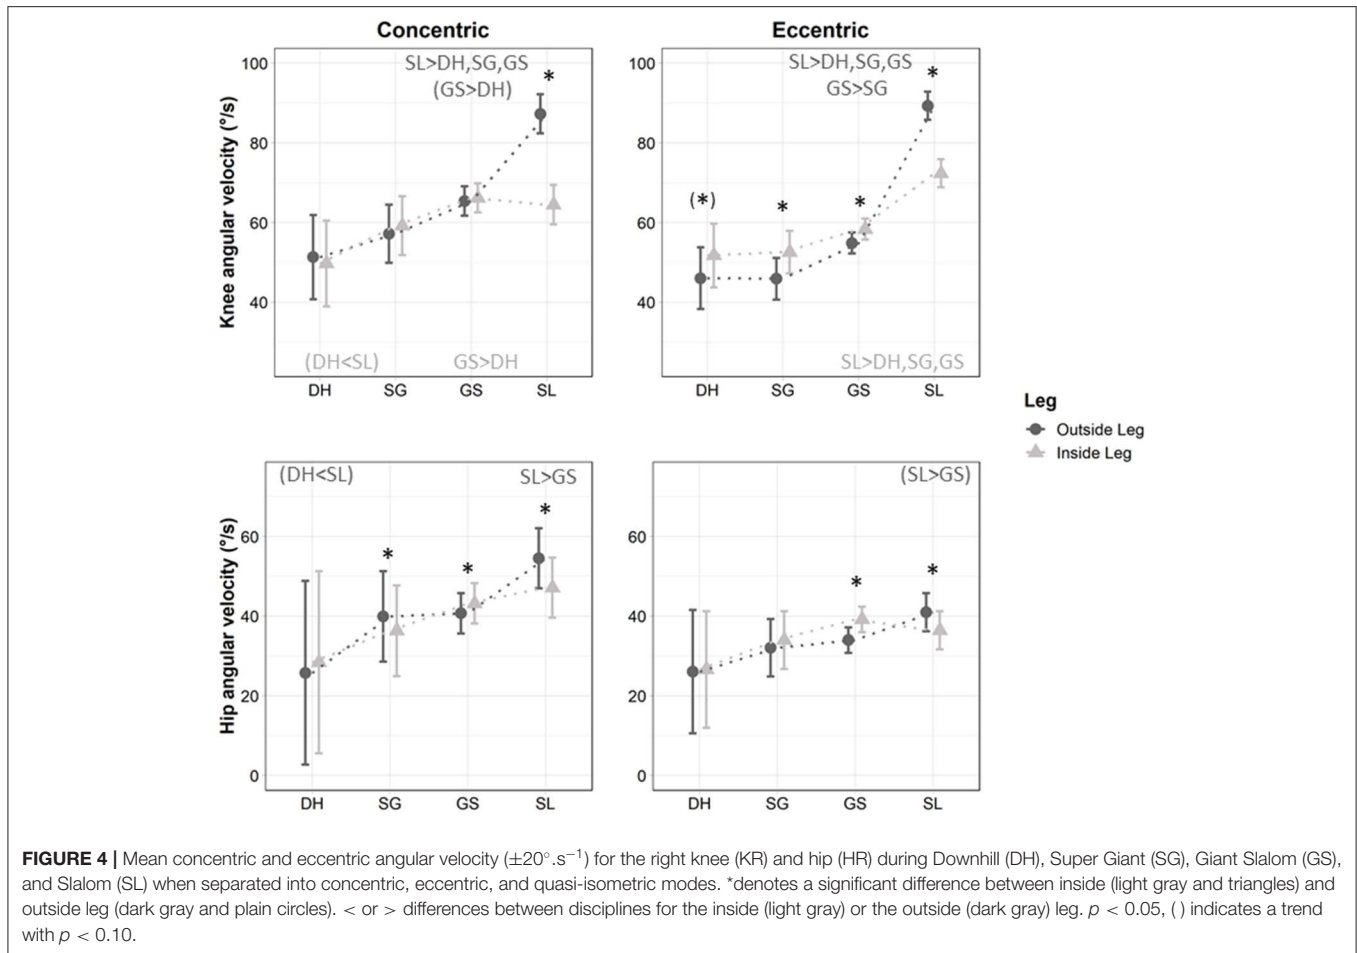 Concentric
Eccentric
Knee angular velocity (°/s)
100
80
60
40
SL>DH,SG,GS
(GS>DH)
*
(DH<SL)
GS>DH
DH
SG
GS
SL
100
80
60
40
SL>DH,SG,GS
GS>SG
*
(*)
*
*
SL>DH,SG,GS
DH
SG
GS
SL
Leg
Outside Leg
Inside Leg
Hip angular velocity (°/s)
60
40
20
0
(DH<SL)
SL>GS
*
*
*
DH
SG
GS
SL
60
40
20
0
(SL>GS)
*
*
DH
SG
GS
SL
FIGURE 4 | Mean concentric and eccentric angular velocity (±20°.s−1) for the right knee (KR) and hip (HR) during Downhill (DH), Super Giant (SG), Giant Slalom (GS),
and Slalom (SL) when separated into concentric, eccentric, and quasi-isometric modes. *denotes a significant difference between inside (light gray and triangles) and
outside leg (dark gray and plain circles). < or > differences between disciplines for the inside (light gray) or the outside (dark gray) leg. p < 0.05, ( ) indicates a trend
with p < 0.10.